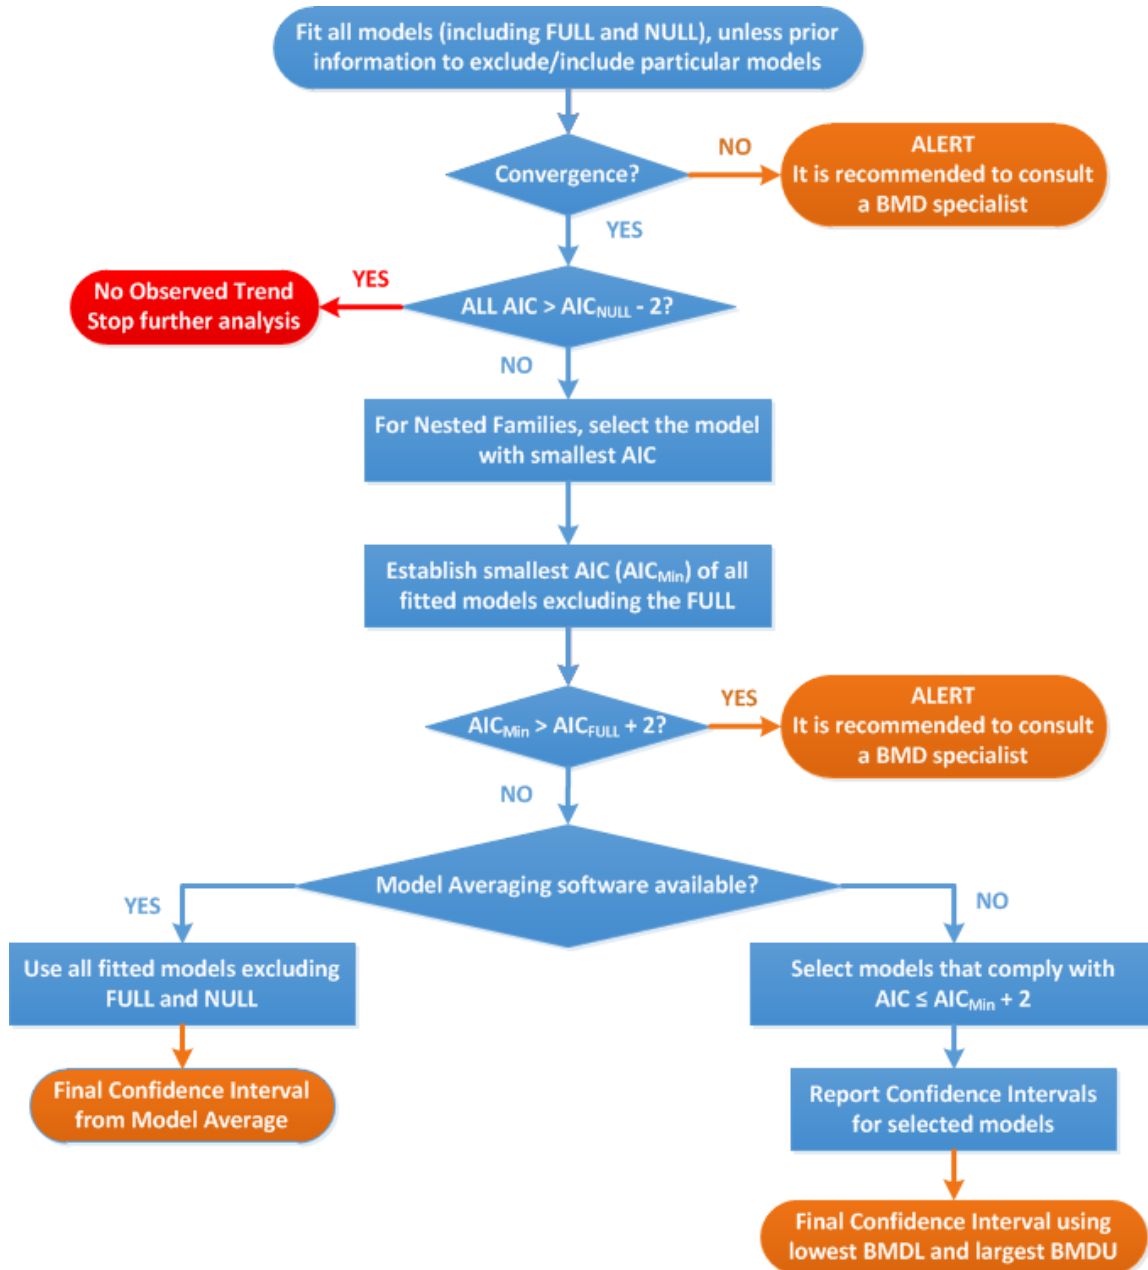 Fit all models (including FULL and NULL), unless prior
information to exclude/include particular models
Convergence?
NO
ALERT
It is recommended to consult
a BMD specialist
YES
ALL AIC > AICNULL - 2?
YES
No Observed Trend
Stop further analysis
NO
For Nested Families, select the model
with smallest AIC
Establish smallest AIC (AICMin) of all
fitted models excluding the FULL
AICMin > AICFULL + 2?
YES
ALERT
It is recommended to consult
a BMD specialist
NO
Model Averaging software available?
YES
NO
Use all fitted models excluding
FULL and NULL
Final Confidence Interval
from Model Average
Select models that comply with
AIC ≤ AICMin + 2
Report Confidence Intervals
for selected models
Final Confidence Interval using
lowest BMDL and largest BMDU